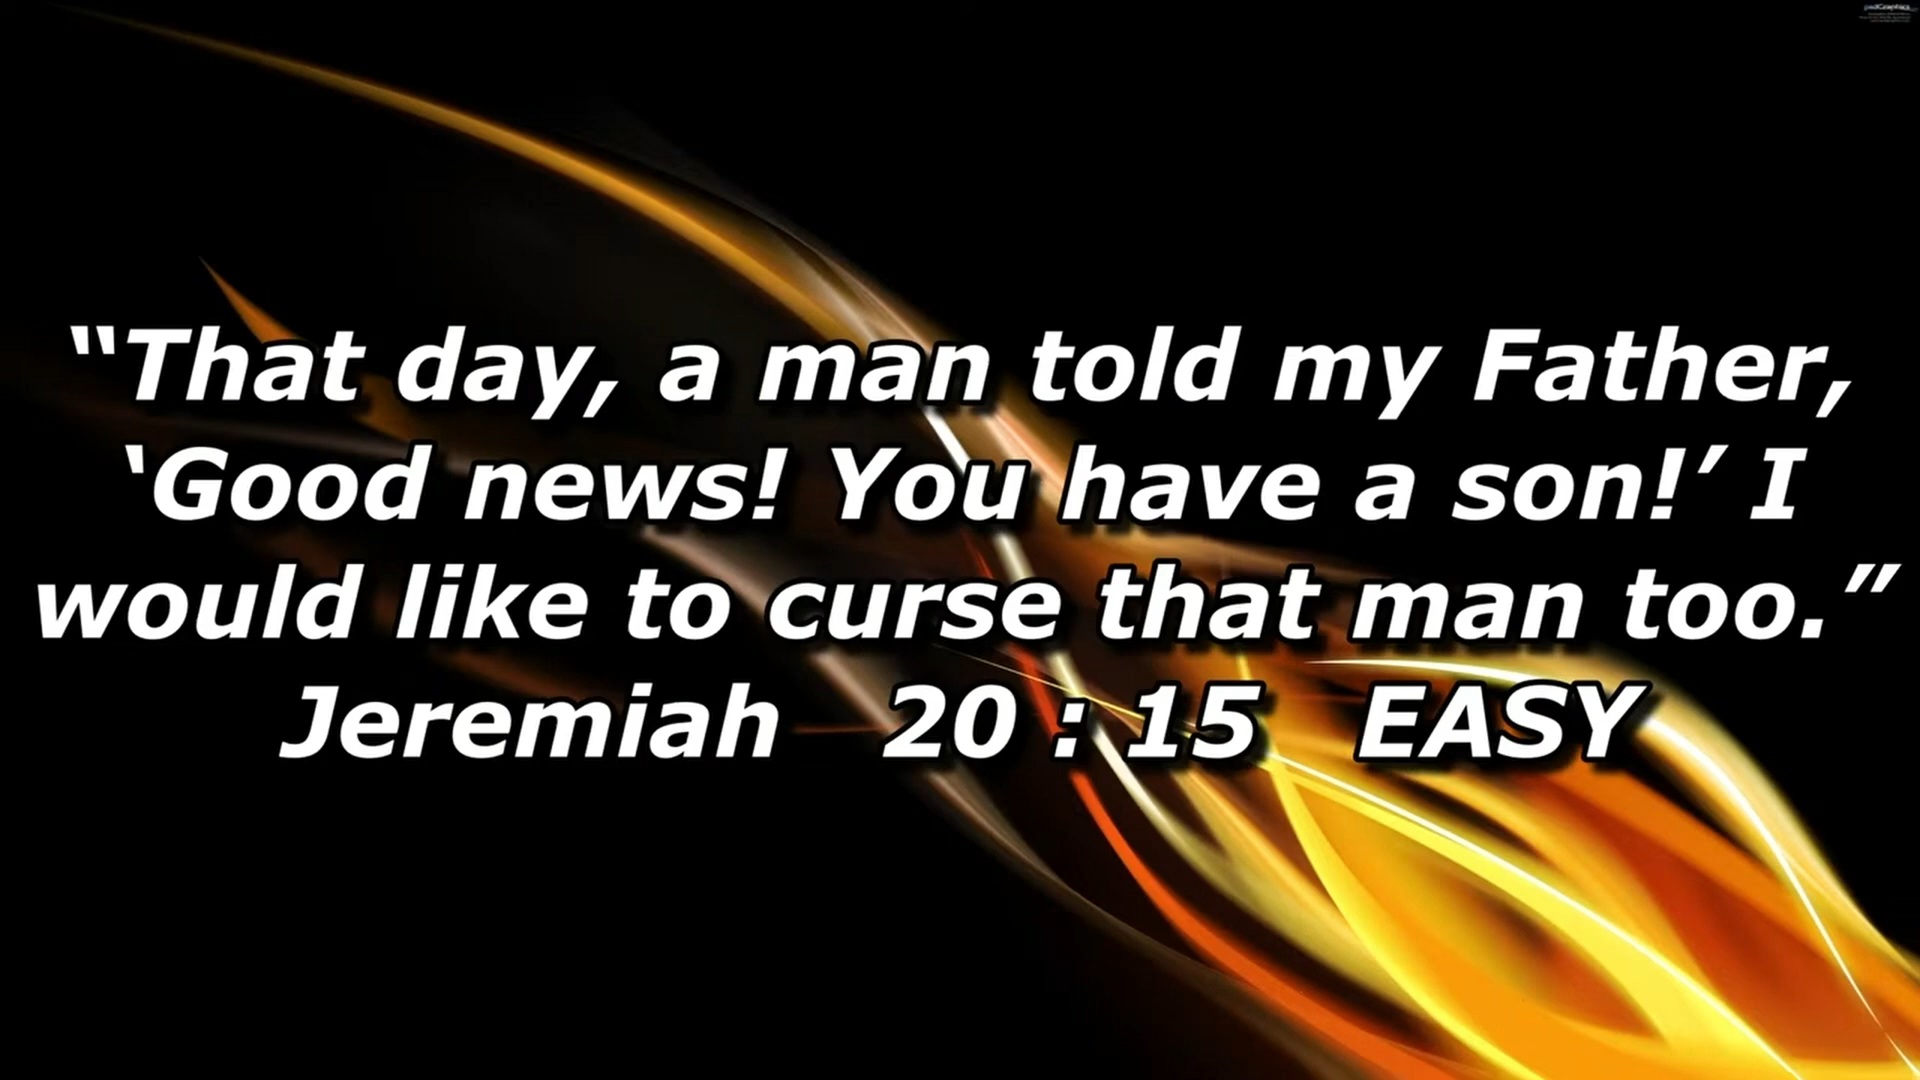 “That day, a man told my Father,
‘Good news! You have a son!’ I
would like to curse that man too.”
Jeremiah 20 : 15 EASY